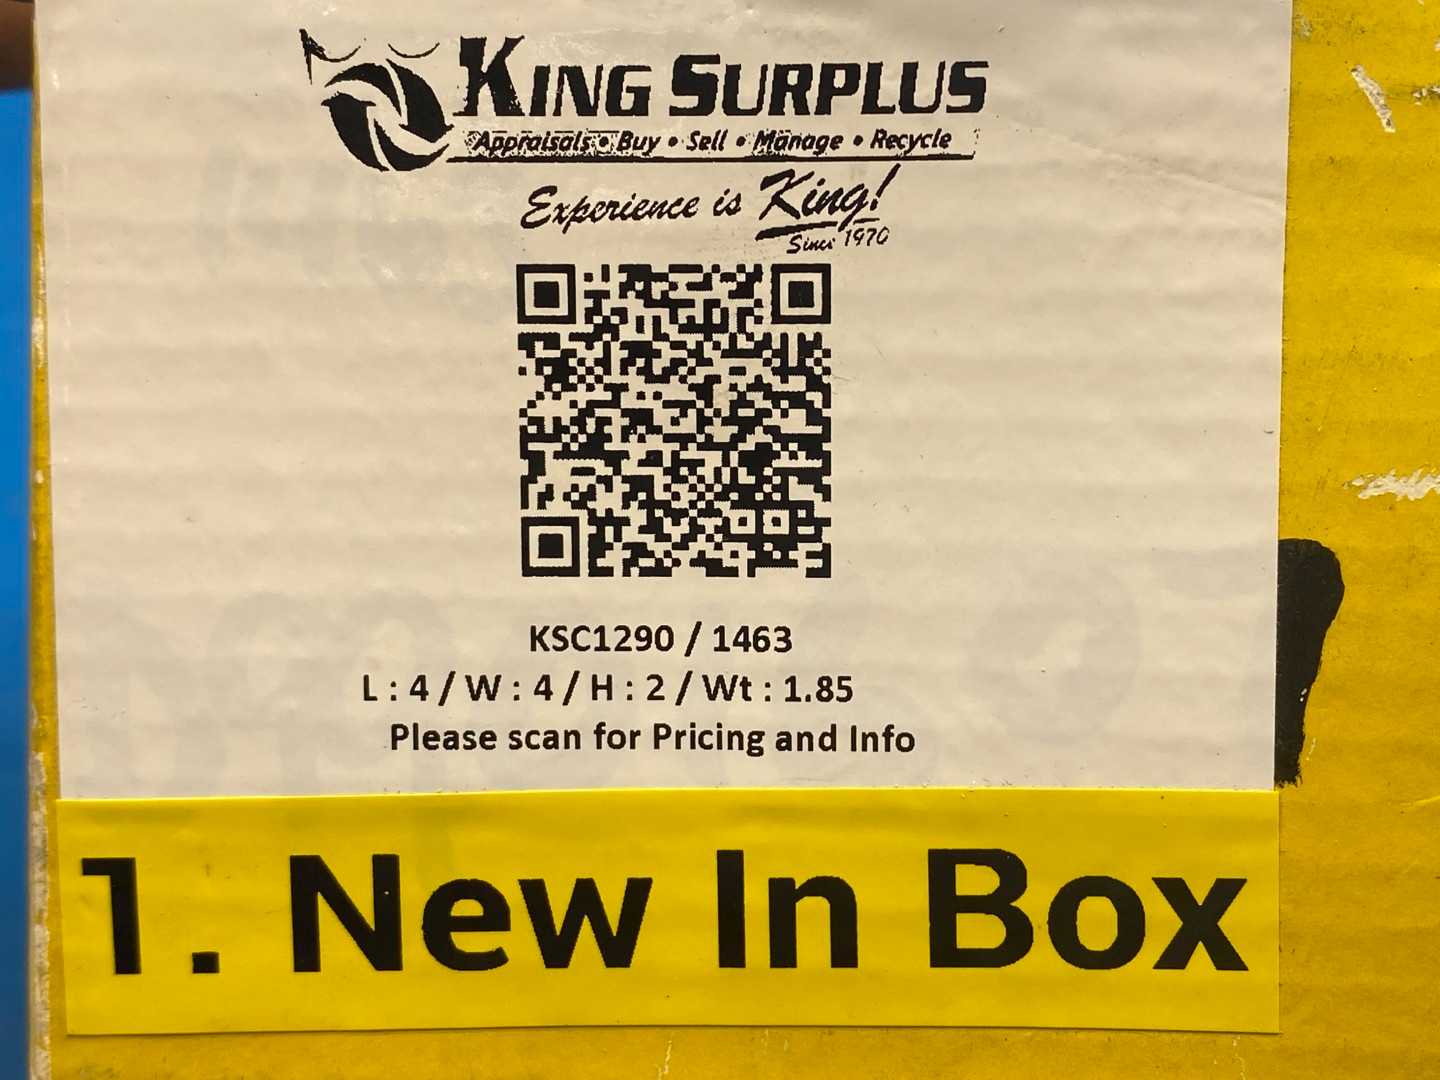 King Surplus
Appraisals • Buy • Sell • Manage • Recycle
Experience is King!
Since 1970
KSC1290 / 1463
L : 4 / W : 4 / H : 2 / Wt : 1.85
Please scan for Pricing and Info
1. New In Box